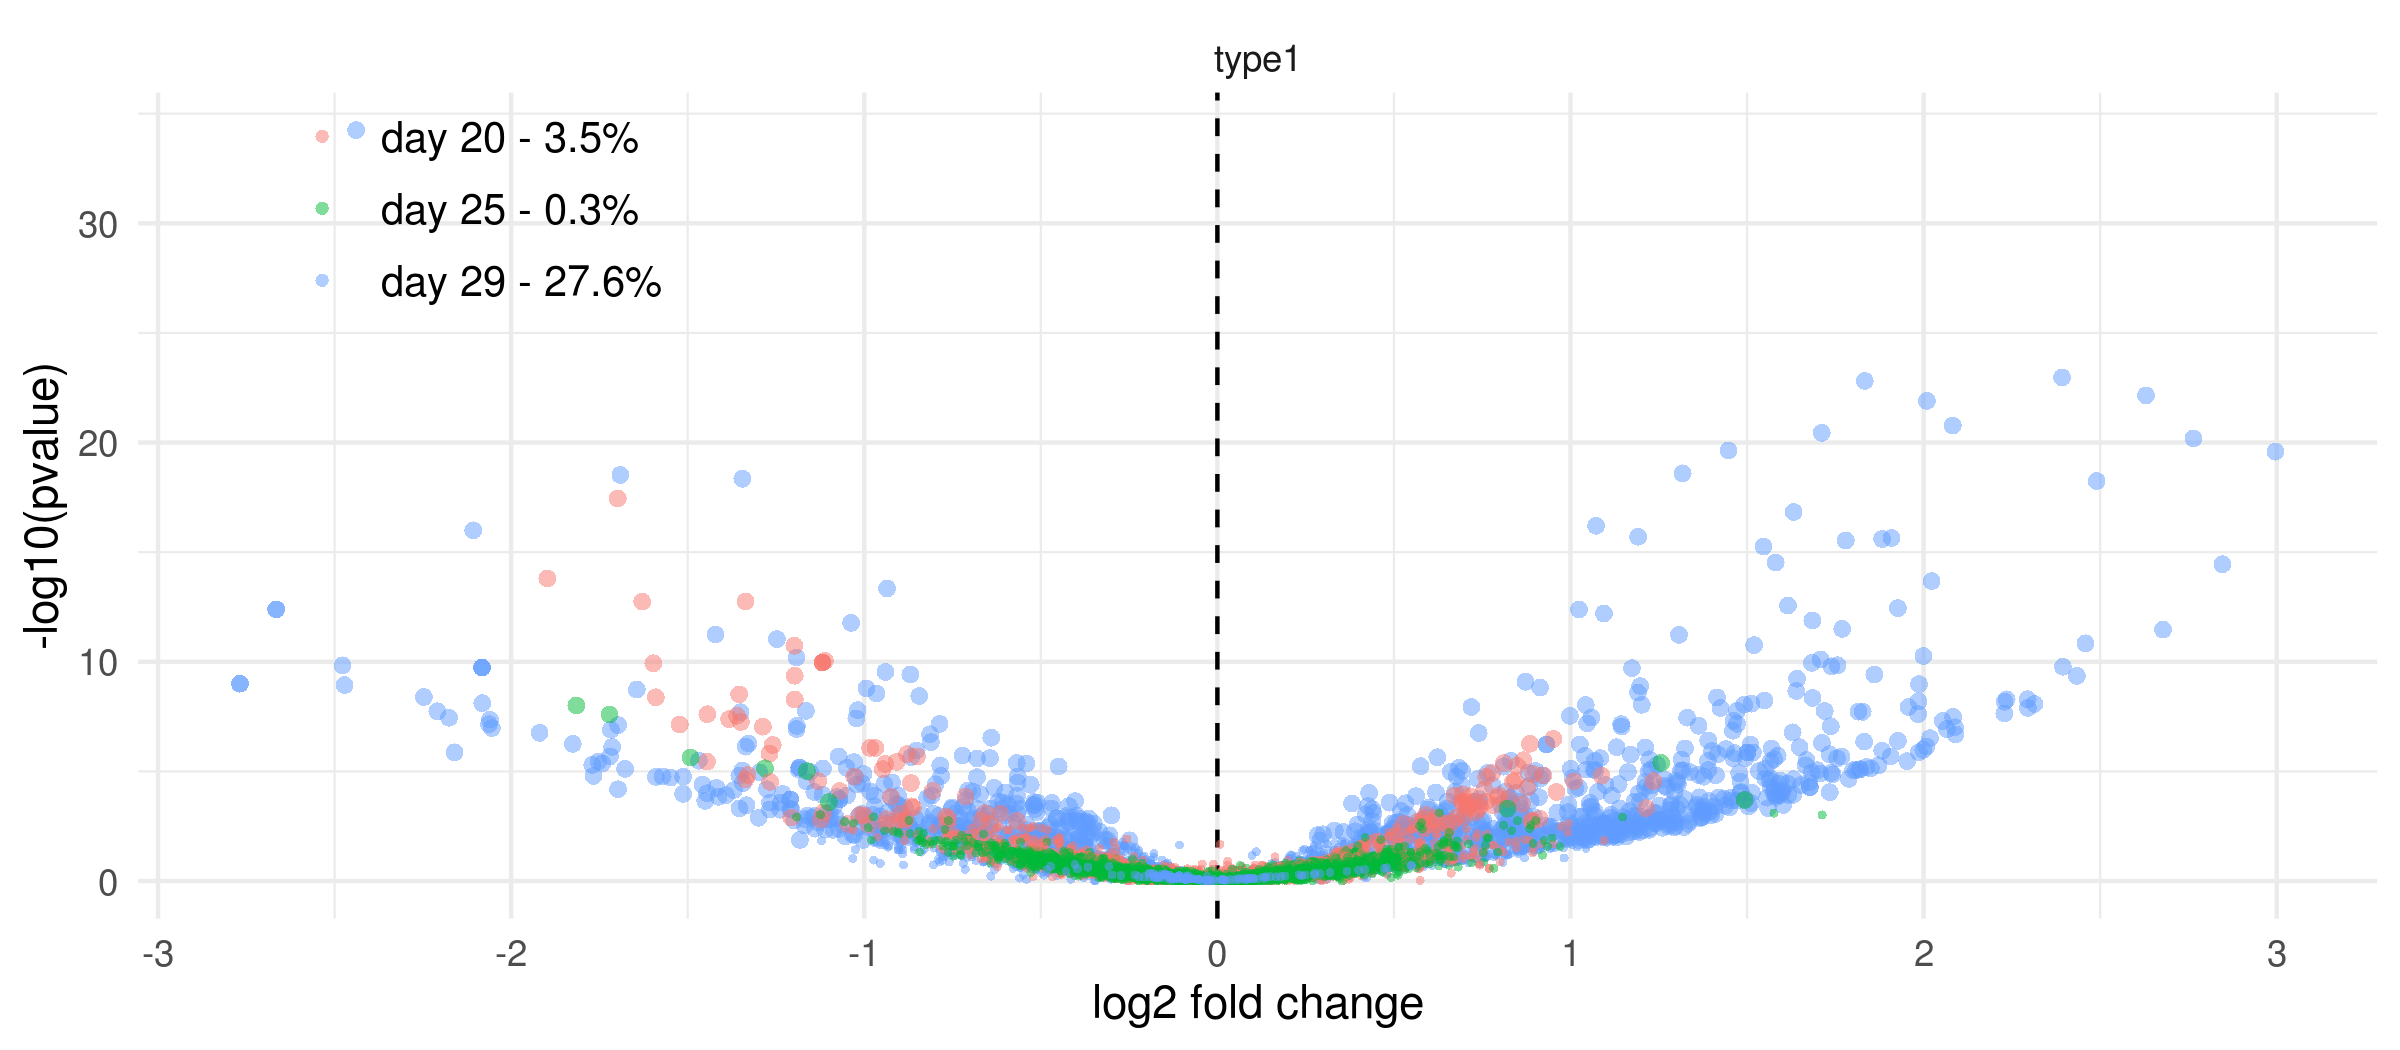 type1
day 20 - 3.5%
day 25 - 0.3%
day 29 - 27.6%
-log10(pvalue)
30
20
10
0
-3 -2 -1 0 1 2 3
log2 fold change